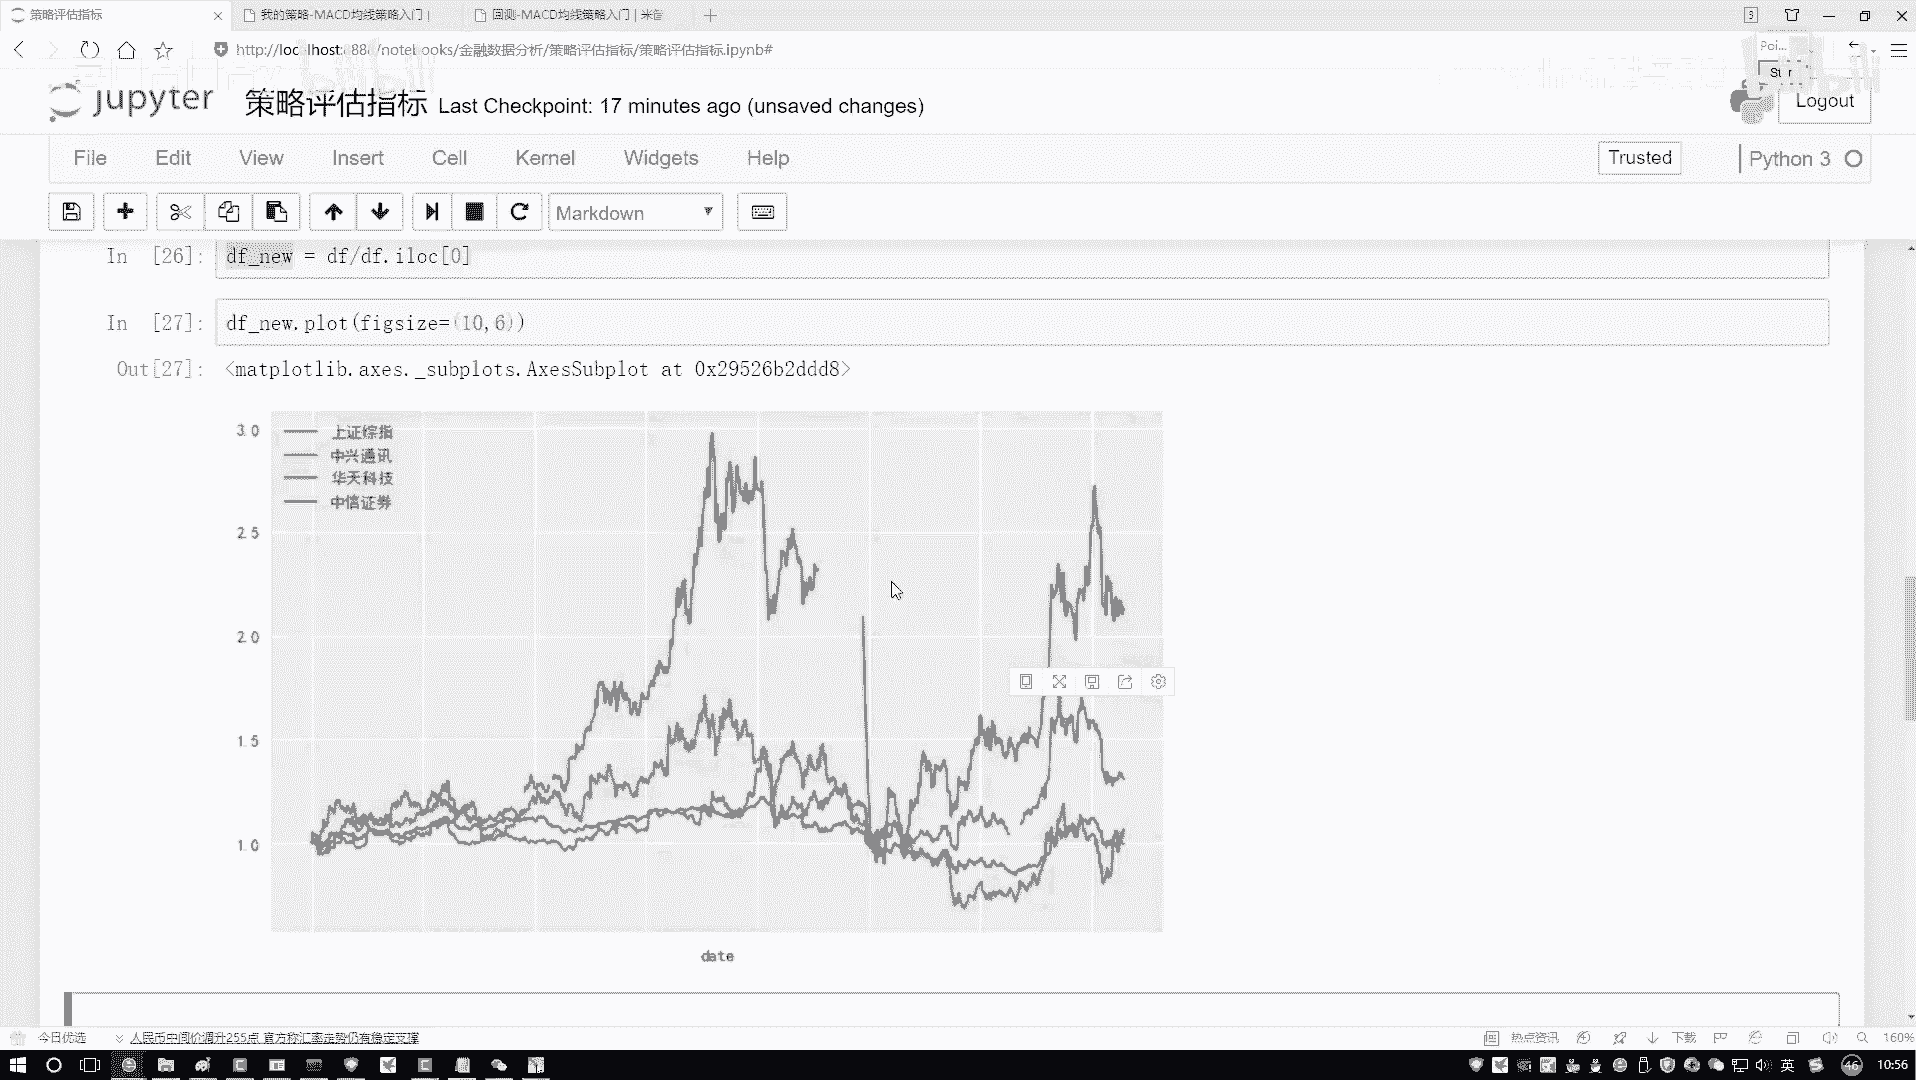 策略评估指标
我的策略-MACD均线策略入门 |
回测-MACD均线策略入门 | 米筐
3
http://localhost:888/notebooks/金融数据分析/策略评估指标/策略评估指标.ipynb#
Poi...
bilibili
jupyter
策略评估指标 Last Checkpoint: 17 minutes ago (unsaved changes)
Logout
File Edit View Insert Cell Kernel Widgets Help
Trusted
Python 3
Markdown
In [26]: df_new = df/df.iloc[0]
In [27]: df_new.plot(figsize=(10,6))
Out[27]: <matplotlib.axes._subplots.AxesSubplot at 0x29526b2ddd8>
3.0
上证综指
中兴通讯
华天科技
中信证券
2.5
2.0
1.5
1.0
date
今日优选
人民币中间价调升255点 官方称汇率走势仍有稳定支撑
热点资讯
下载
160%
英
46
10:56